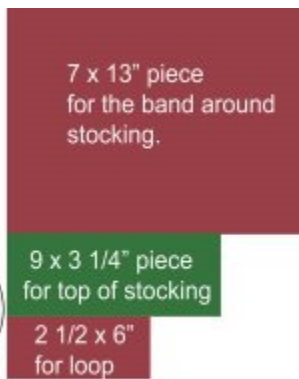 7 x 13” piece
for the band around
stocking.
9 x 3 1/4” piece
for top of stocking
2 1/2 x 6”
for loop